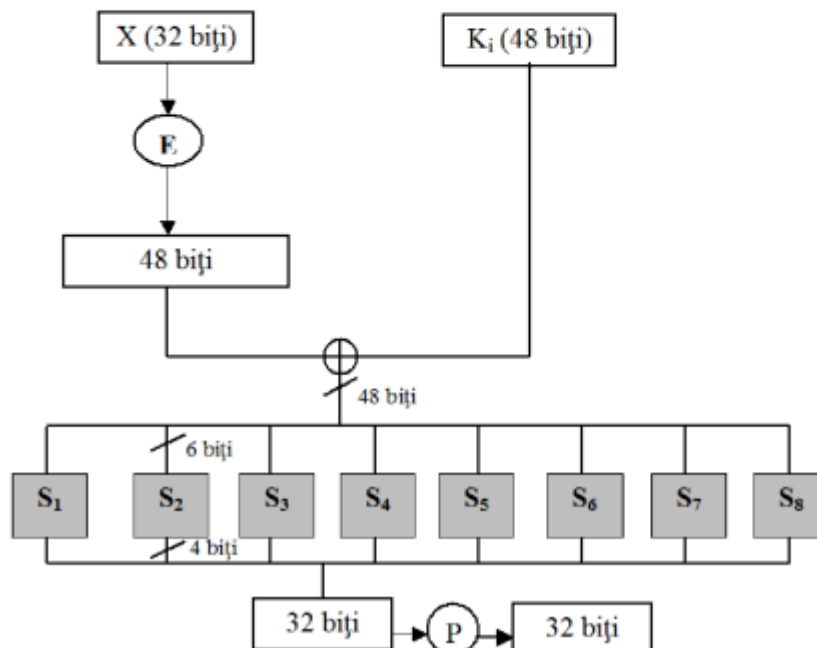 X (32 biţi) Kᵢ (48 biţi)
E
48 biţi
48 biţi
6 biţi
S₁ S₂ S₃ S₄ S₅ S₆ S₇ S₈
4 biţi
32 biţi P 32 biţi